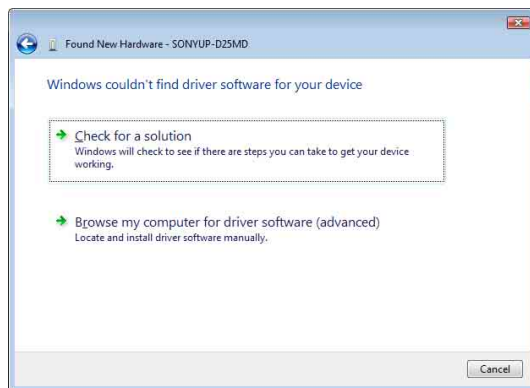 Found New Hardware - SONYUP-D25MD
Windows couldn't find driver software for your device
Check for a solution
Windows will check to see if there are steps you can take to get your device
working.
Browse my computer for driver software (advanced)
Locate and install driver software manually.
Cancel